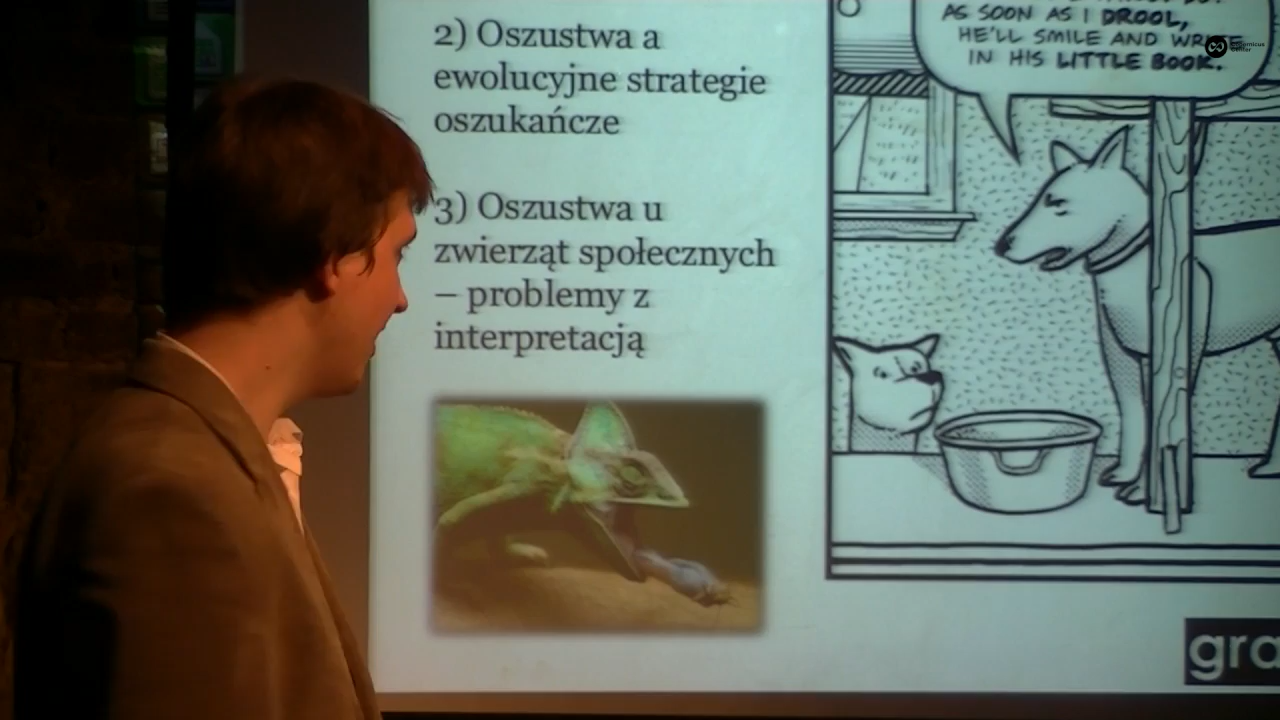 2) Oszustwa a
ewolucyjne strategie
oszukańcze
3) Oszustwa u
zwierząt społecznych
– problemy z
interpretacją
AS SOON AS I DROOL,
HE'LL SMILE AND WRITE
IN HIS LITTLE BOOK.
gra